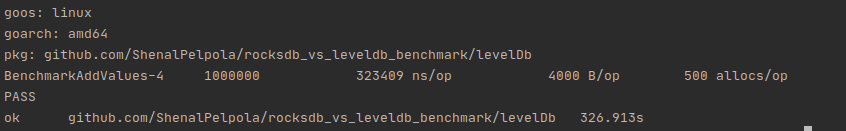 goos: linux
goarch: amd64
pkg: github.com/ShenalPelpola/rocksdb_vs_leveldb_benchmark/levelDb
BenchmarkAddValues-4 1000000 323409 ns/op 4000 B/op 500 allocs/op
PASS
ok github.com/ShenalPelpola/rocksdb_vs_leveldb_benchmark/levelDb 326.913s